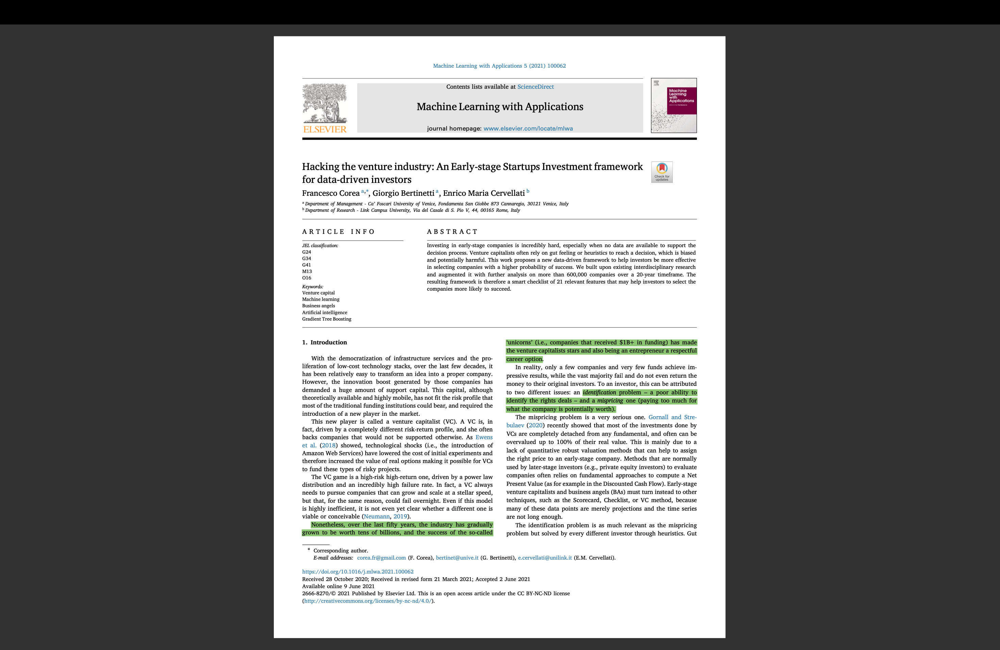 Machine Learning with Applications 5 (2021) 100062
Contents lists available at ScienceDirect
Machine Learning with Applications
journal homepage: www.elsevier.com/locate/mlwa
ELSEVIER
Machine
Learning
with
Applications
Hacking the venture industry: An Early-stage Startups Investment framework
for data-driven investors
Check for
updates
Francesco Corea a,*, Giorgio Bertinetti a, Enrico Maria Cervellati b
a Department of Management - Ca’ Foscari University of Venice, Fondamenta San Giobbe 873 Cannaregio, 30121 Venice, Italy
b Department of Research - Link Campus University, Via del Casale di S. Pio V, 44, 00165 Rome, Italy
ARTICLE INFO
JEL classification:
G24
G34
G41
M13
O16
Keywords:
Venture capital
Machine learning
Business angels
Artificial intelligence
Gradient Tree Boosting
ABSTRACT
Investing in early-stage companies is incredibly hard, especially when no data are available to support the
decision process. Venture capitalists often rely on gut feeling or heuristics to reach a decision, which is biased
and potentially harmful. This work proposes a new data-driven framework to help investors be more effective
in selecting companies with a higher probability of success. We built upon existing interdisciplinary research
and augmented it with further analysis on more than 600,000 companies over a 20-year timeframe. The
resulting framework is therefore a smart checklist of 21 relevant features that may help investors to select the
companies more likely to succeed.
1. Introduction
With the democratization of infrastructure services and the pro-
liferation of low-cost technology stacks, over the last few decades, it
has been relatively easy to transform an idea into a proper company.
However, the innovation boost generated by those companies has
demanded a huge amount of support capital. This capital, although
theoretically available and highly mobile, has not fit the risk profile that
most of the traditional funding institutions could bear, and required the
introduction of a new player in the market.
This new player is called a venture capitalist (VC). A VC is, in
fact, driven by a completely different risk-return profile, and she often
backs companies that would not be supported otherwise. As Ewens
et al. (2018) showed, technological shocks (i.e., the introduction of
Amazon Web Services) have lowered the cost of initial experiments and
therefore increased the value of real options making it possible for VCs
to fund these types of risky projects.
The VC game is a high-risk high-return one, driven by a power law
distribution and an incredibly high failure rate. In fact, a VC always
needs to pursue companies that can grow and scale at a stellar speed,
but that, for the same reason, could fail overnight. Even if this model
is highly inefficient, it is not even yet clear whether a different one is
viable or conceivable (Neumann, 2019).
Nonetheless, over the last fifty years, the industry has gradually
grown to be worth tens of billions, and the success of the so-called
‘unicorns’ (i.e., companies that received $1B+ in funding) has made
the venture capitalists stars and also being an entrepreneur a respectful
career option.
In reality, only a few companies and very few funds achieve im-
pressive results, while the vast majority fail and do not even return the
money to their original investors. To an investor, this can be attributed
to two different issues: an identification problem – a poor ability to
identify the rights deals – and a mispricing one (paying too much for
what the company is potentially worth).
The mispricing problem is a very serious one. Gornall and Stre-
bulaev (2020) recently showed that most of the investments done by
VCs are completely detached from any fundamental, and often can be
overvalued up to 100% of their real value. This is mainly due to a
lack of quantitative robust valuation methods that can help to assign
the right price to an early-stage company. Methods that are normally
used by later-stage investors (e.g., private equity investors) to evaluate
companies often relies on fundamental approaches to compute a Net
Present Value (as for example in the Discounted Cash Flow). Early-stage
venture capitalists and business angels (BAs) must turn instead to other
techniques, such as the Scorecard, Checklist, or VC method, because
many of these data points are merely projections and the time series
are not long enough.
The identification problem is as much relevant as the mispricing
problem but solved by every different investor through heuristics. Gut
* Corresponding author.
E-mail addresses: corea.fr@gmail.com (F. Corea), bertinet@unive.it (G. Bertinetti), e.cervellati@unilink.it (E.M. Cervellati).
https://doi.org/10.1016/j.mlwa.2021.100062
Received 28 October 2020; Received in revised form 21 March 2021; Accepted 2 June 2021
Available online 9 June 2021
2666-8270/© 2021 Published by Elsevier Ltd. This is an open access article under the CC BY-NC-ND license
(http://creativecommons.org/licenses/by-nc-nd/4.0/).